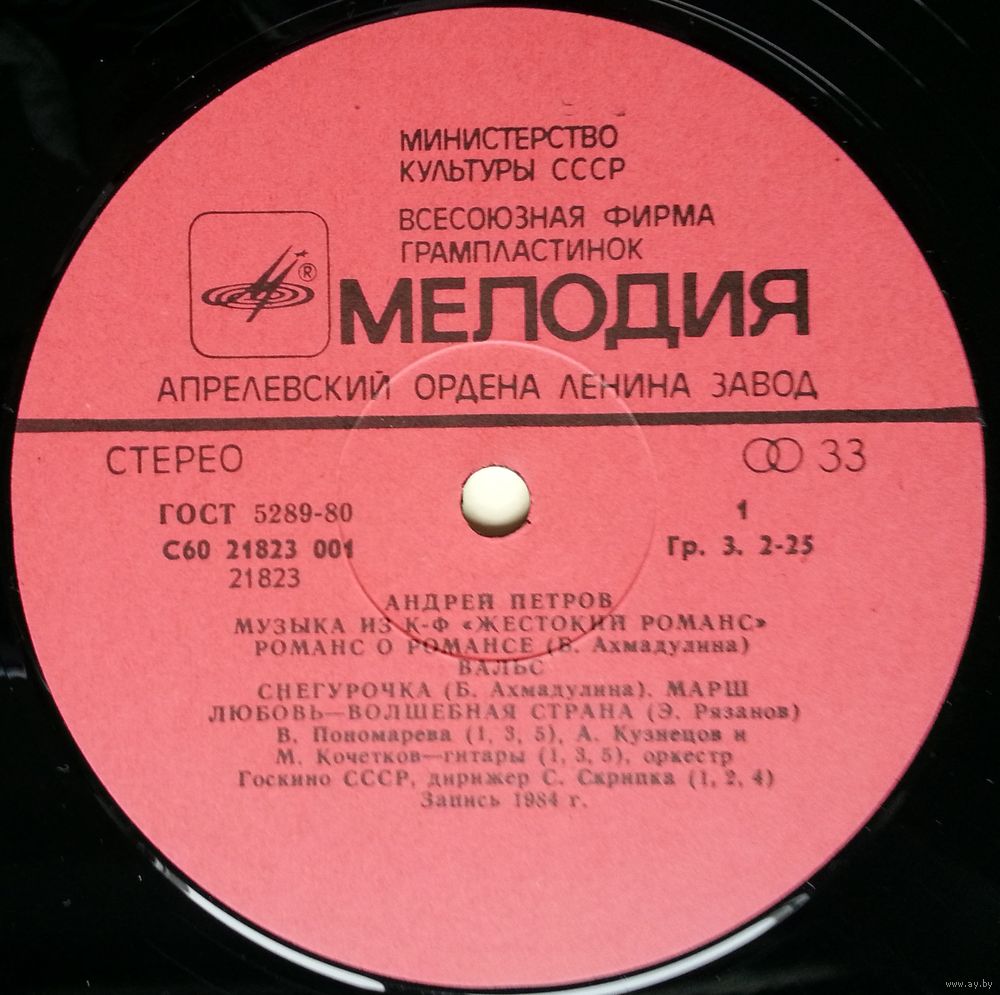 МИНИСТЕРСТВО
КУЛЬТУРЫ СССР
ВСЕСОЮЗНАЯ ФИРМА
ГРАМПЛАСТИНОК
®
МЕЛОДИЯ
АПРЕЛЕВСКИЙ ОРДЕНА ЛЕНИНА ЗАВОД
СТЕРЕО
33
ГОСТ 5289-80
1
С60 21823 001
Гр. 3. 2-25
21823
АНДРЕЙ ПЕТРОВ
МУЗЫКА ИЗ К-Ф «ЖЕСТОКИЙ РОМАНС»
РОМАНС О РОМАНСЕ (Б. Ахмадулина)
ВАЛЬС
СНЕГУРОЧКА (Б. Ахмадулина). МАРШ
ЛЮБОВЬ—ВОЛШЕБНАЯ СТРАНА (Э. Рязанов)
В. Пономарева (1, 3, 5), А. Кузнецов и
М. Кочетков—гитары (1, 3, 5), оркестр
Госкино СССР, дирижер С. Скрипка (1, 2, 4)
Запись 1984 г.
www.ay.by